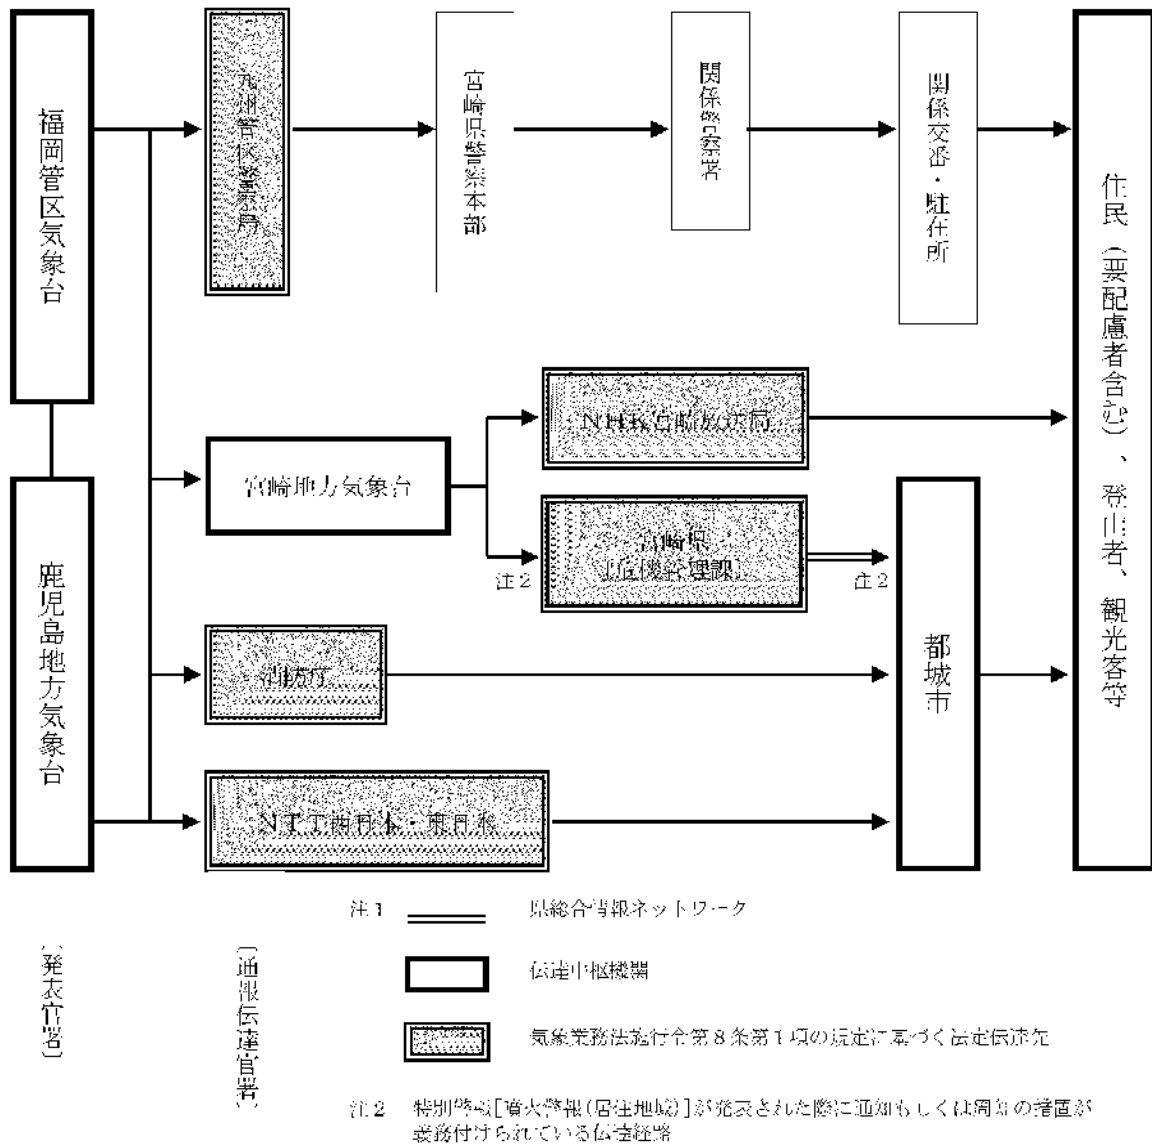 福岡管区気象台
九州管区警察局
宮崎県警察本部
関係警察署
関係交番・駐在所
住民(要配慮者含む)、登山者、観光客等
NHK宮崎放送局
宮崎地方気象台
宮崎県
[危機管理課]
注2
注2
鹿児島地方気象台
消防庁
都城市
NTT西日本・東日本
注1
県総合情報ネットワーク
〔発表官署〕
〔通報伝達官署〕
伝達中枢機関
気象業務法施行令第8条第1項の規定に基づく法定伝達先
注2 特別警報[噴火警報(居住地域)]が発表された際に通知もしくは周知の措置が
義務付けられている伝達経路